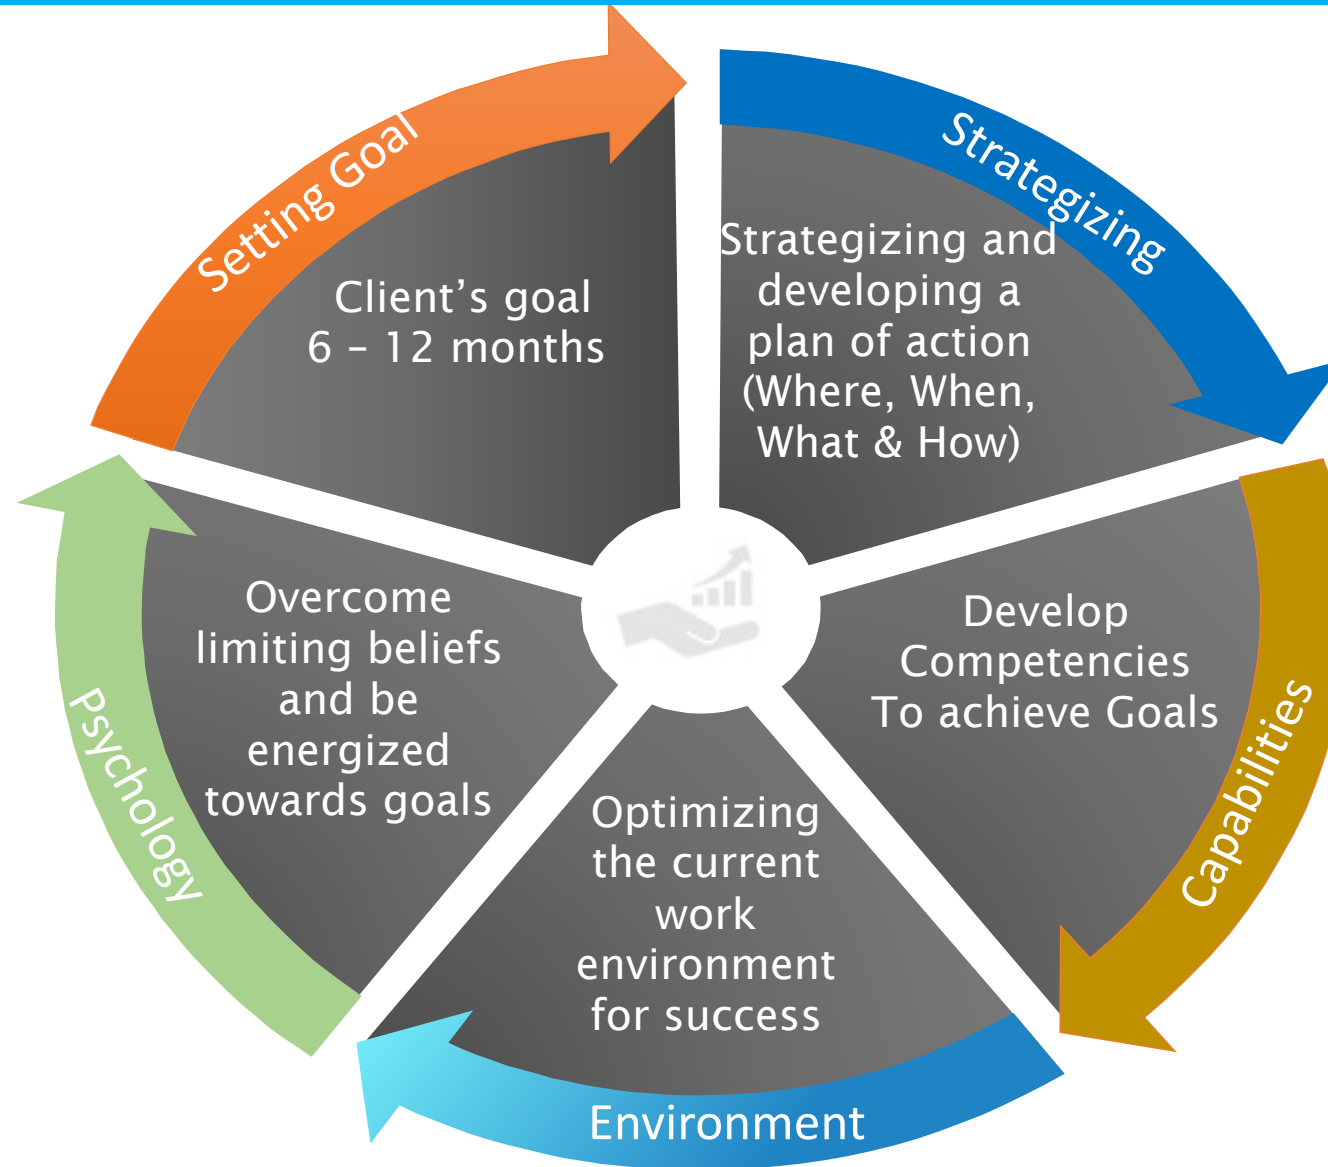 Setting Goal
Client’s goal
6 – 12 months
Strategizing
Strategizing and
developing a
plan of action
(Where, When,
What & How)
Capabilities
Develop
Competencies
To achieve Goals
Environment
Optimizing
the current
work
environment
for success
Psychology
Overcome
limiting beliefs
and be
energized
towards goals